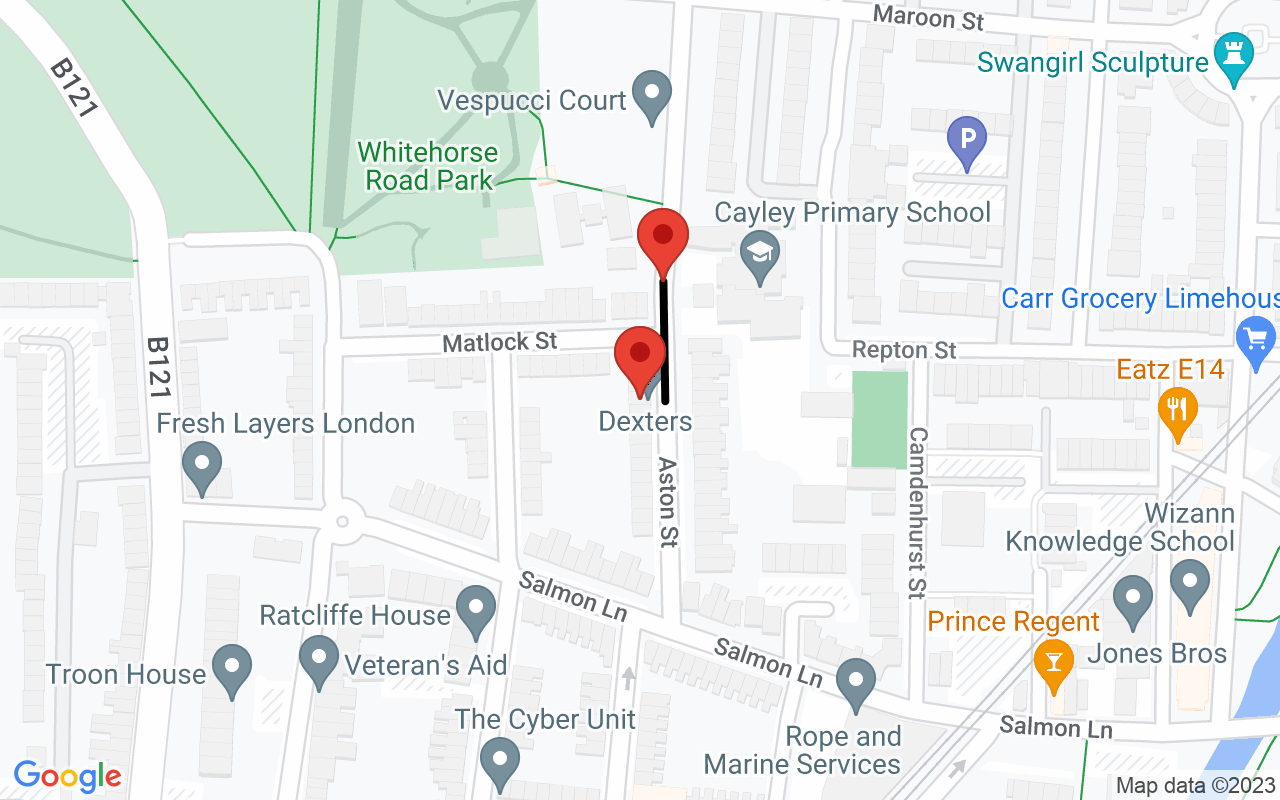 Maroon St
B121
Swangirl Sculpture
Vespucci Court
P
Whitehorse
Road Park
Cayley Primary School
Carr Grocery Limehous
Matlock St
B121
Repton St
Eatz E14
Dexters
Fresh Layers London
Aston St
Camdenhurst St
Wizann
Knowledge School
Salmon Ln
Ratcliffe House
Prince Regent
Veteran's Aid
Jones Bros
Troon House
Salmon Ln
The Cyber Unit
Salmon Ln
Rope and
Marine Services
Google
Map data ©2023